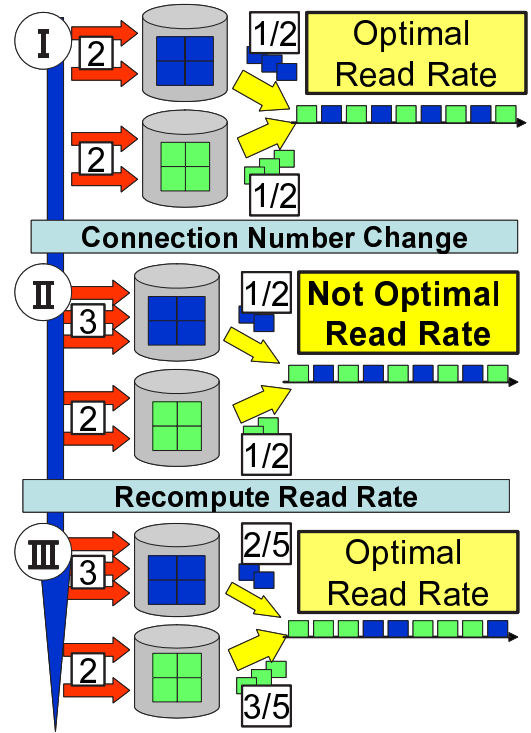 I
2
1/2
Optimal
Read Rate
2
1/2
Connection Number Change
II
3
1/2
Not Optimal
Read Rate
2
1/2
Recompute Read Rate
III
3
2/5
Optimal
Read Rate
2
3/5